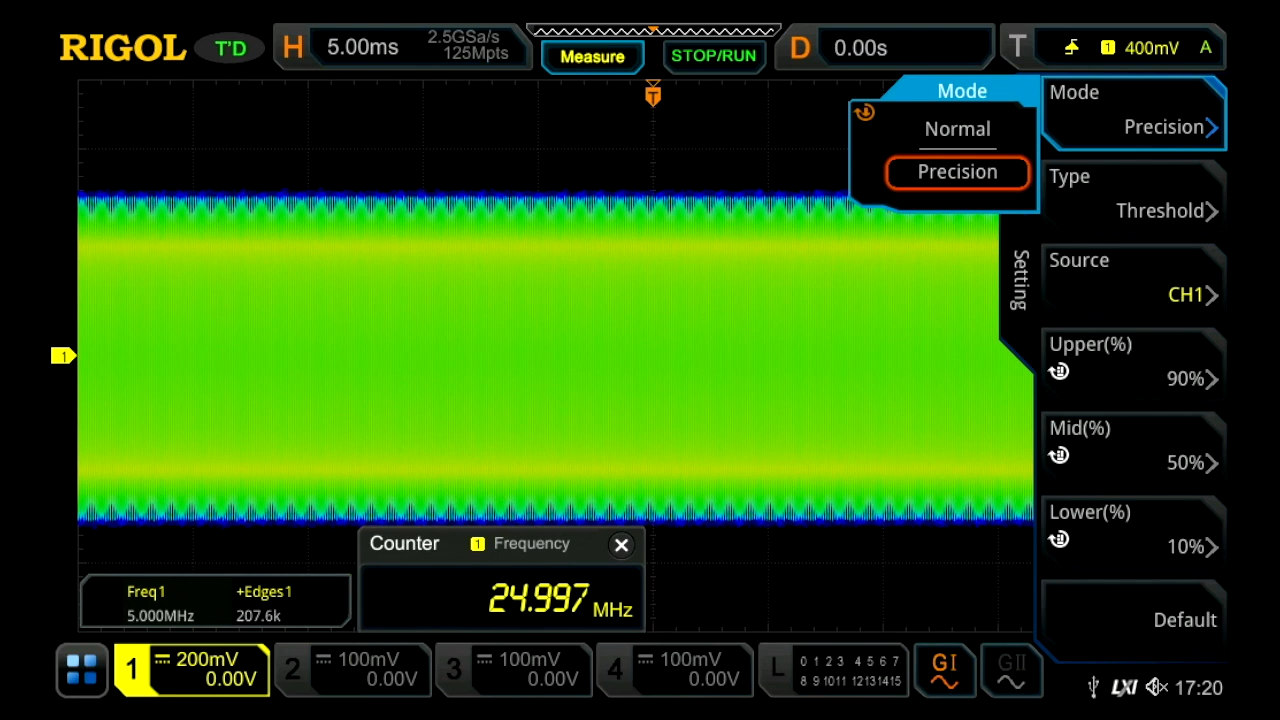 RIGOL
T'D
H
5.00ms
2.5GSa/s
125Mpts
Measure
STOP/RUN
D
0.00s
T
1
400mV
A
T
Mode
Normal
Precision
Mode
Precision
Type
Threshold
Setting
Source
CH1
Upper(%)
90%
Mid(%)
50%
Lower(%)
10%
Default
1
Counter
1
Frequency
24.997 MHz
Freq1
+Edges1
5.000MHz
207.6k
1
200mV
0.00V
2
100mV
0.00V
3
100mV
0.00V
4
100mV
0.00V
L
0 1 2 3 4 5 6 7
8 9 10 11 12 13 14 15
GI
GII
LXI
17:20